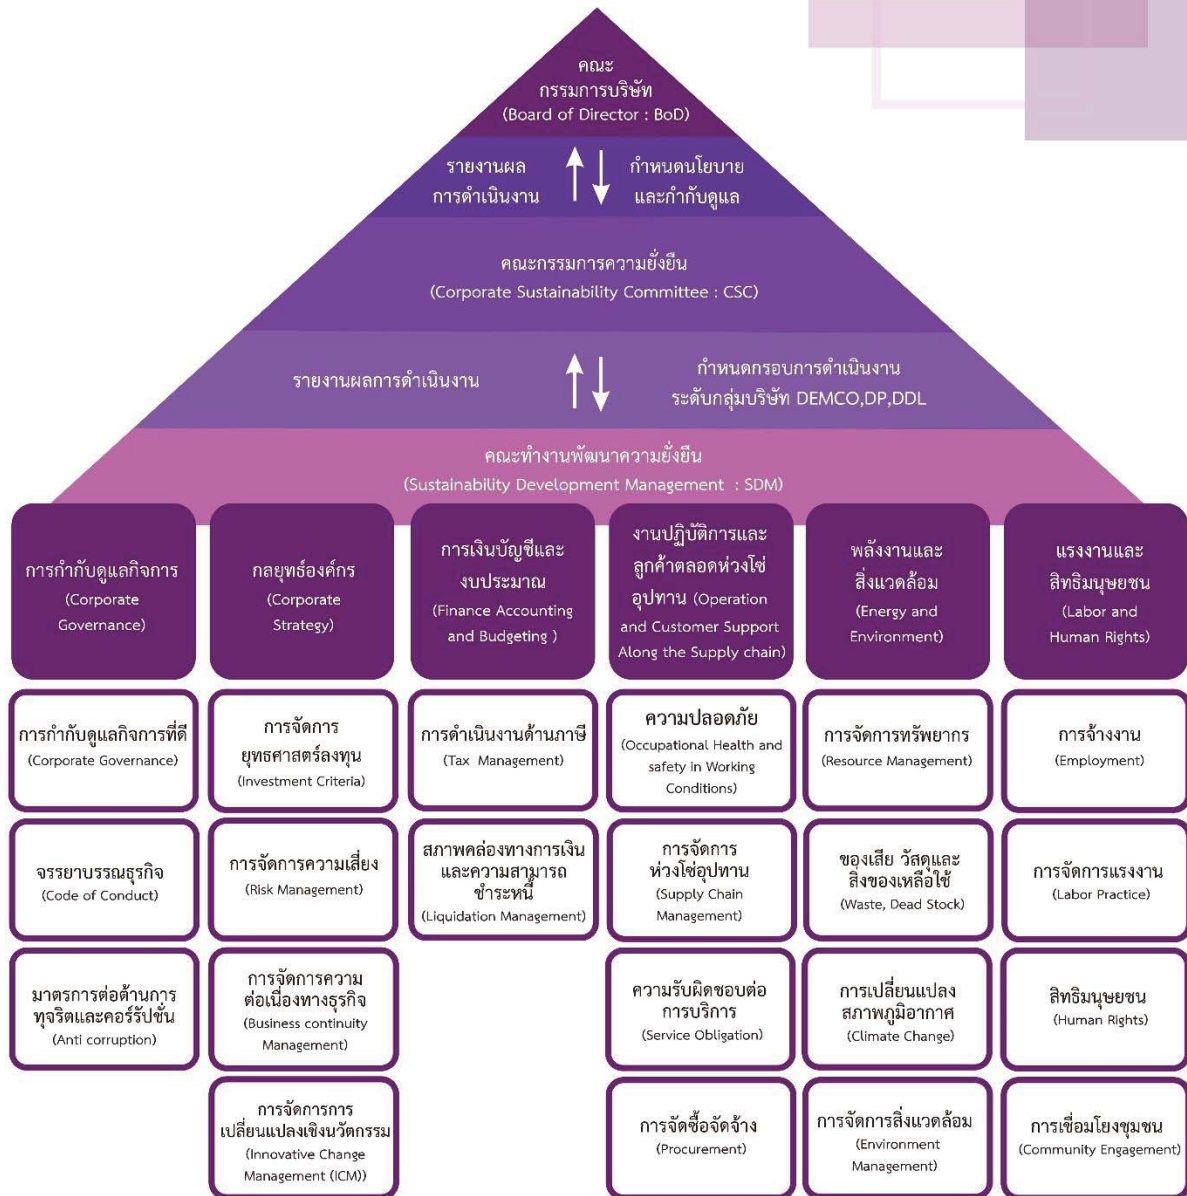 คณะ
กรรมการบริษัท
(Board of Director : BoD)
รายงานผล
การดำเนินงาน
กำหนดนโยบาย
และกำกับดูแล
คณะกรรมการความยั่งยืน
(Corporate Sustainability Committee : CSC)
รายงานผลการดำเนินงาน
กำหนดกรอบการดำเนินงาน
ระดับกลุ่มบริษัท DEMCO,DP,DDL
คณะทำงานพัฒนาความยั่งยืน
(Sustainability Development Management : SDM)
การกำกับดูแลกิจการ
(Corporate
Governance)
กลยุทธ์องค์กร
(Corporate
Strategy)
การเงินบัญชีและ
งบประมาณ
(Finance Accounting
and Budgeting )
งานปฏิบัติการและ
ลูกค้าตลอดห่วงโซ่
อุปทาน (Operation
and Customer Support
Along the Supply chain)
พลังงานและ
สิ่งแวดล้อม
(Energy and
Environment)
แรงงานและ
สิทธิมนุษยชน
(Labor and
Human Rights)
การกำกับดูแลกิจการที่ดี
(Corporate Governance)
การจัดการ
ยุทธศาสตร์ลงทุน
(Investment Criteria)
การดำเนินงานด้านภาษี
(Tax Management)
ความปลอดภัย
(Occupational Health and
safety in Working
Conditions)
การจัดการทรัพยากร
(Resource Management)
การจ้างงาน
(Employment)
จรรยาบรรณธุรกิจ
(Code of Conduct)
การจัดการความเสี่ยง
(Risk Management)
สภาพคล่องทางการเงิน
และความสามารถ
ชำระหนี้
(Liquidation Management)
การจัดการ
ห่วงโซ่อุปทาน
(Supply Chain
Management)
ของเสีย วัสดุและ
สิ่งของเหลือใช้
(Waste, Dead Stock)
การจัดการแรงงาน
(Labor Practice)
มาตรการต่อต้านการ
ทุจริตและคอร์รัปชั่น
(Anti corruption)
การจัดการความ
ต่อเนื่องทางธุรกิจ
(Business continuity
Management)
ความรับผิดชอบต่อ
การบริการ
(Service Obligation)
การเปลี่ยนแปลง
สภาพภูมิอากาศ
(Climate Change)
สิทธิมนุษยชน
(Human Rights)
การจัดการการ
เปลี่ยนแปลงเชิงนวัตกรรม
(Innovative Change
Management (ICM))
การจัดซื้อจัดจ้าง
(Procurement)
การจัดการสิ่งแวดล้อม
(Environment
Management)
การเชื่อมโยงชุมชน
(Community Engagement)